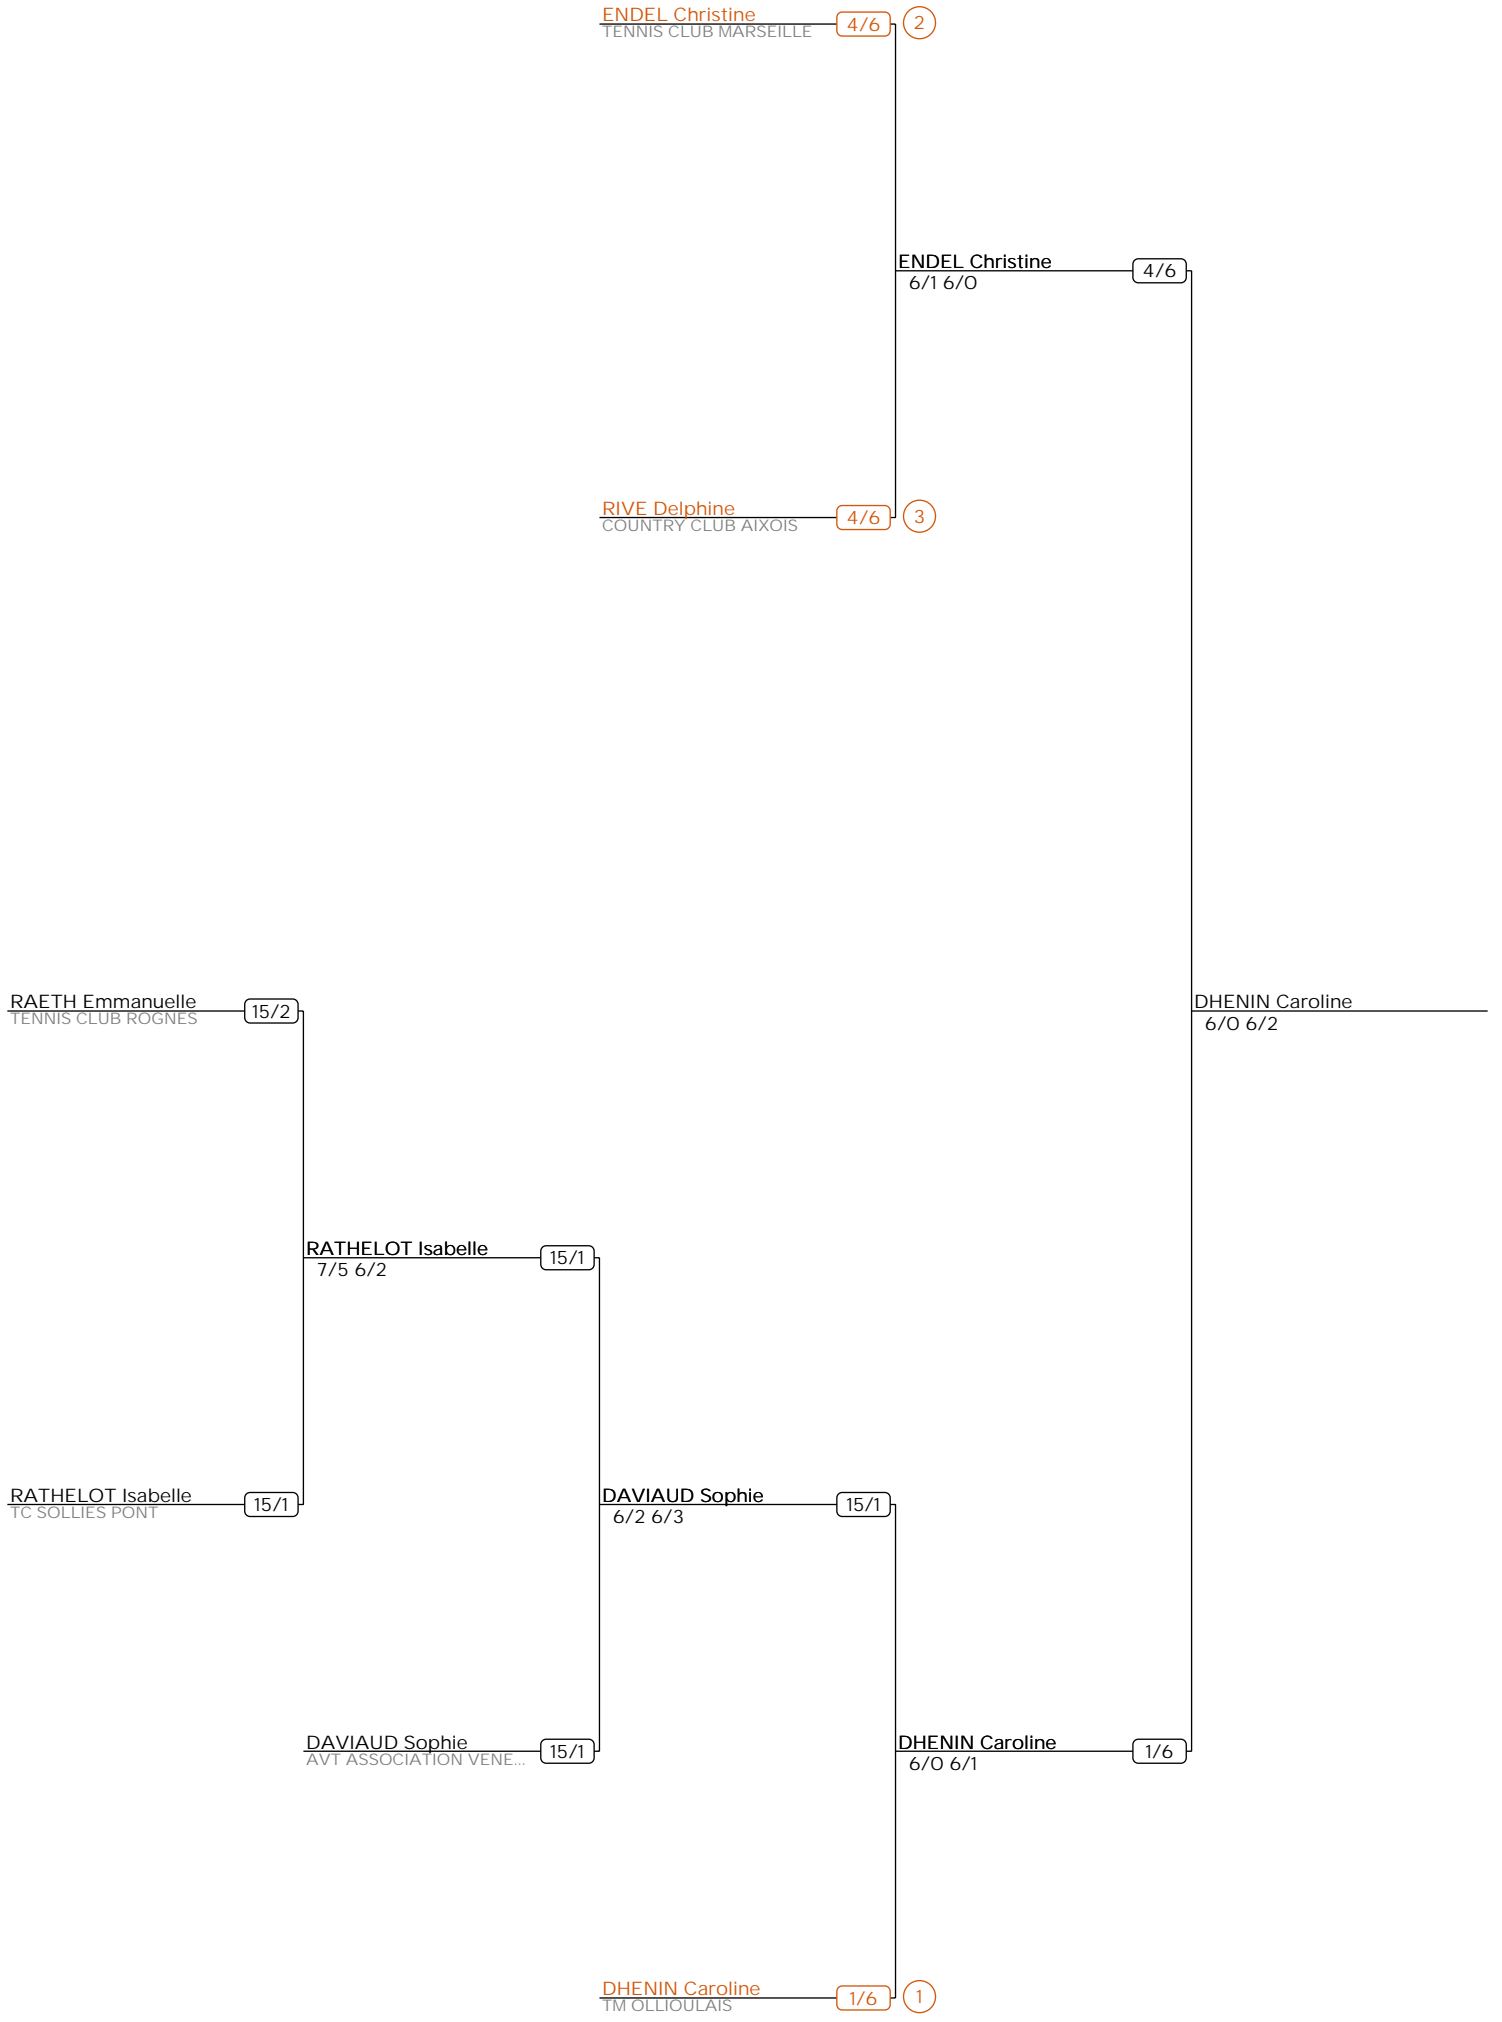 ENDEL Christine
TENNIS CLUB MARSEILLE
4/6
2
ENDEL Christine
6/1 6/0
4/6
RIVE Delphine
COUNTRY CLUB AIXOIS
4/6
3
RAETH Emmanuelle
TENNIS CLUB ROGNES
15/2
DHENIN Caroline
6/0 6/2
RATHELOT Isabelle
7/5 6/2
15/1
RATHELOT Isabelle
TC SOLLIES PONT
15/1
DAVIAUD Sophie
6/2 6/3
15/1
DAVIAUD Sophie
AVT ASSOCIATION VENE...
15/1
DHENIN Caroline
6/0 6/1
1/6
DHENIN Caroline
TM OLLIOULAIS
1/6
1